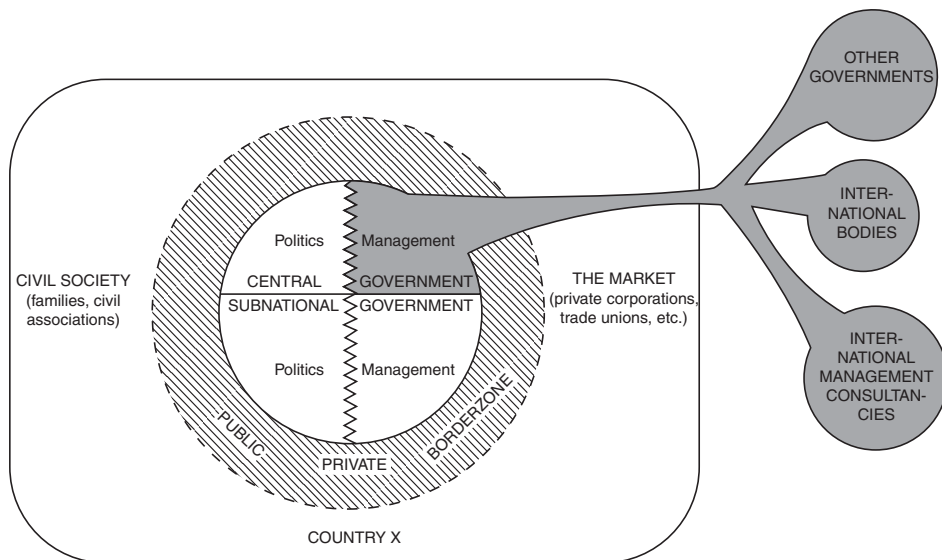 OTHER
GOVERNMENTS
INTER-
NATIONAL
BODIES
INTER-
NATIONAL
MANAGEMENT
CONSULTAN-
CIES
Politics
Management
CIVIL SOCIETY
(families, civil
associations)
CENTRAL
GOVERNMENT
THE MARKET
(private corporations,
trade unions, etc.)
SUBNATIONAL
GOVERNMENT
Politics
Management
PUBLIC
PRIVATE
BORDERZONE
COUNTRY X